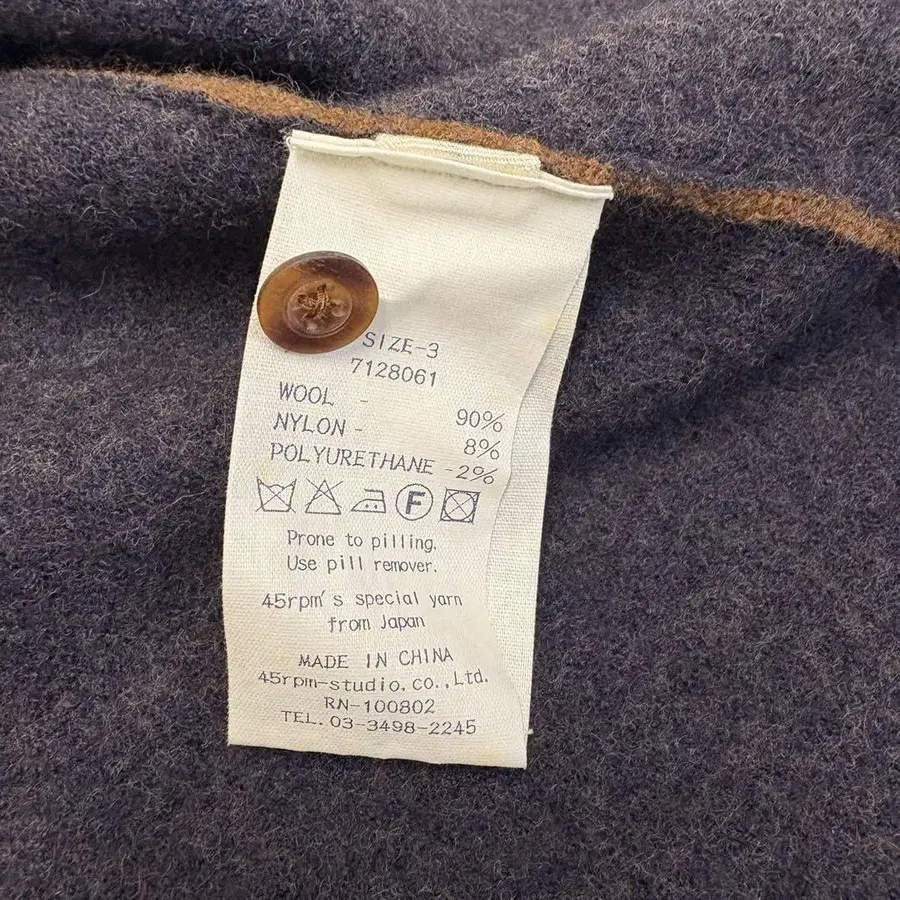 SIZE-3
7128061
WOOL - 90%
NYLON - 8%
POLYURETHANE -2%
F
Prone to pilling.
Use pill remover.
45rpm's special yarn
from Japan
MADE IN CHINA
45rpm-studio.co.,Ltd.
RN-100802
TEL.03-3498-2245